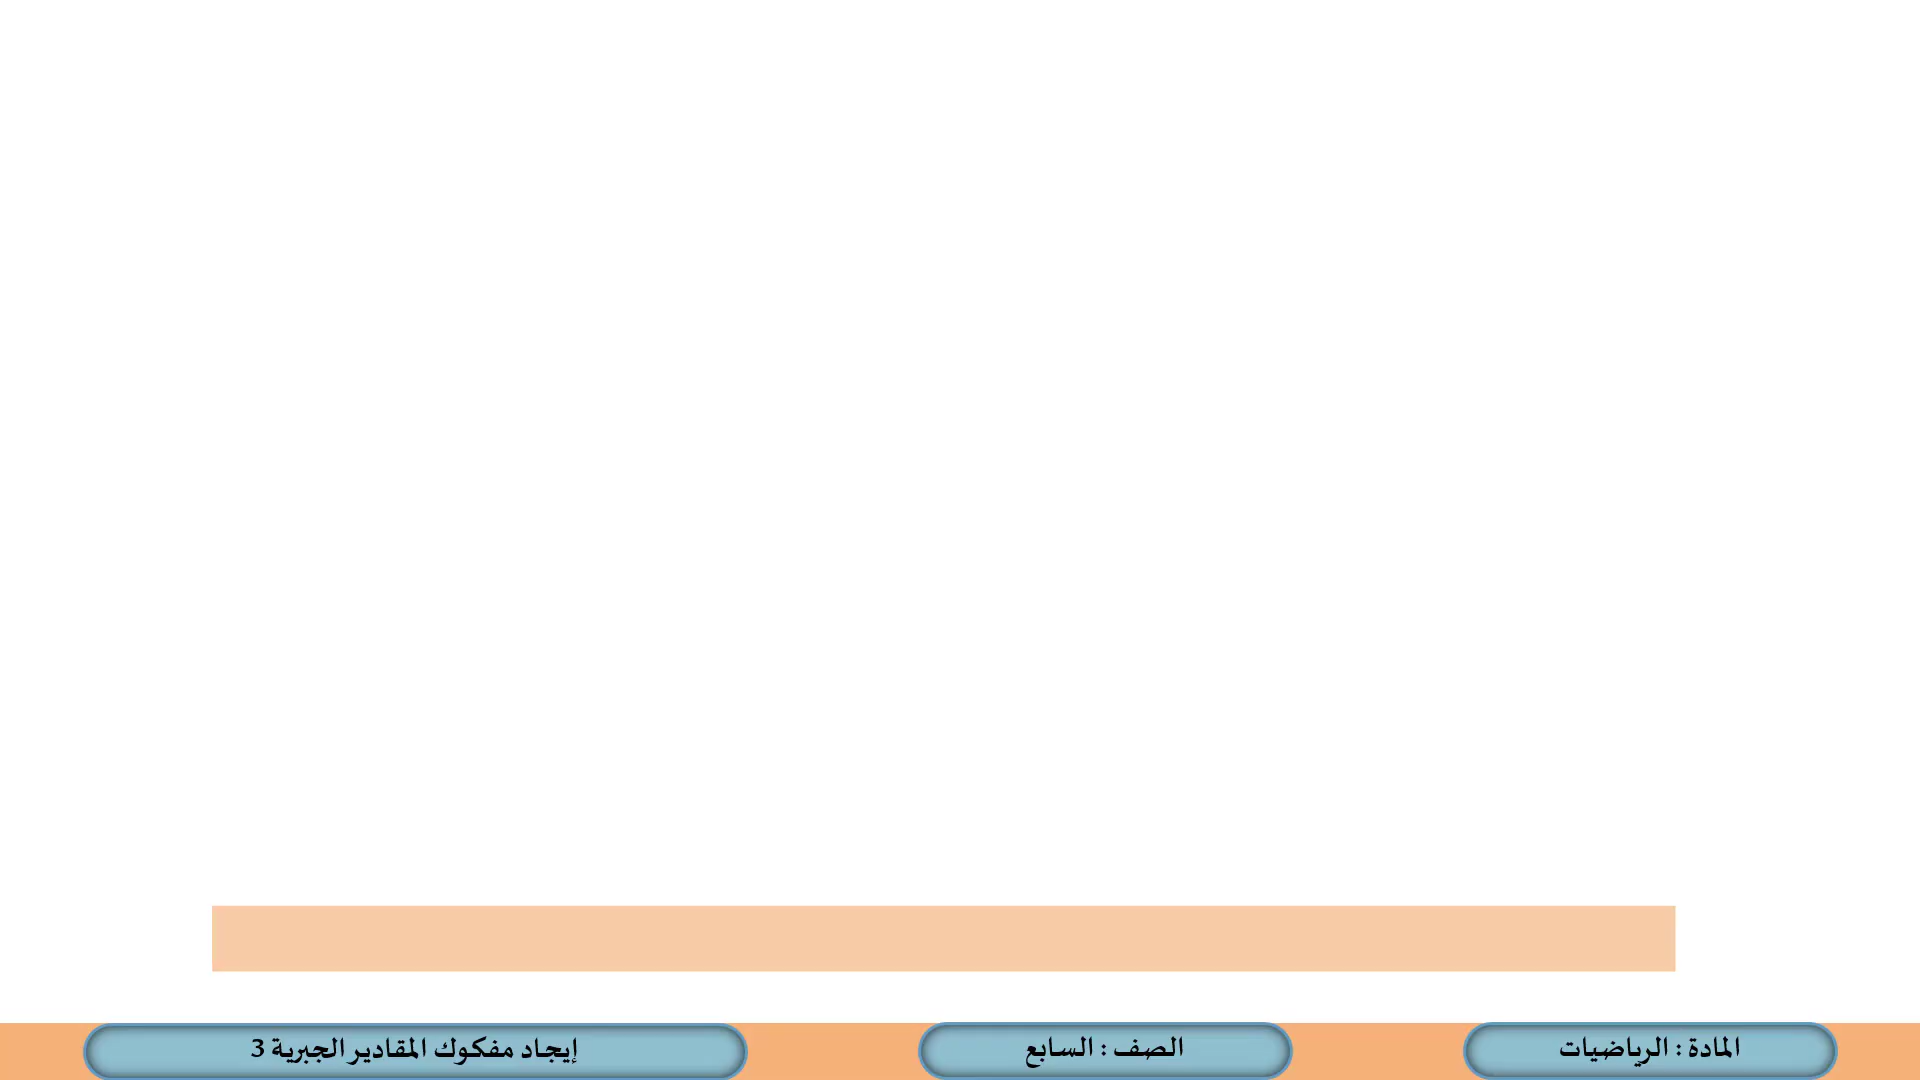 المادة : الرياضيات
الصف : السابع
إيجاد مفكوك المقادير الجبرية 3